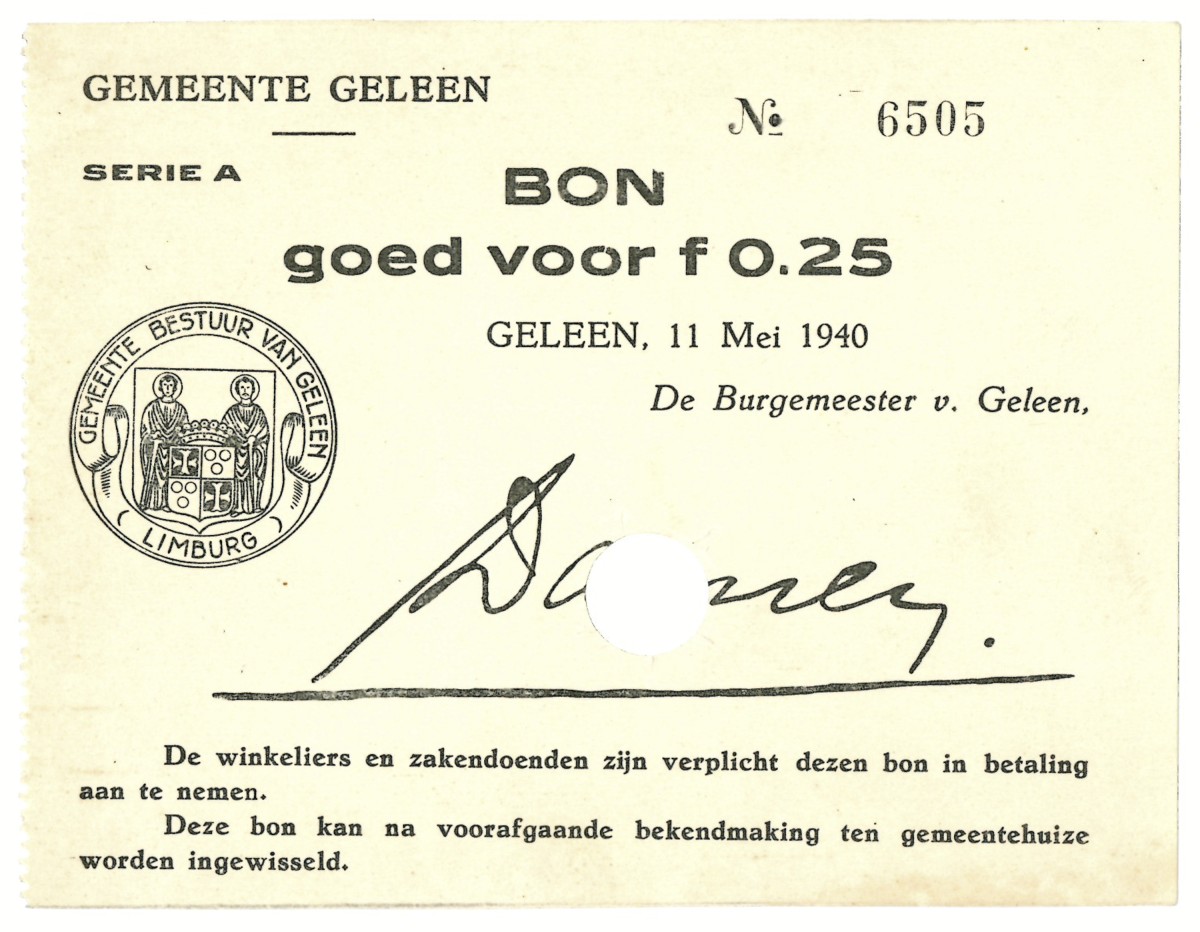 GEMEENTE GELEEN
№ 6505
SERIE A
BON
goed voor f 0.25
GEMEENTE BESTUUR VAN GELEEN
( LIMBURG )
GELEEN, 11 Mei 1940
De Burgemeester v. Geleen,
De winkeliers en zakendoenden zijn verplicht dezen bon in betaling
aan te nemen.
Deze bon kan na voorafgaande bekendmaking ten gemeentehuize
worden ingewisseld.